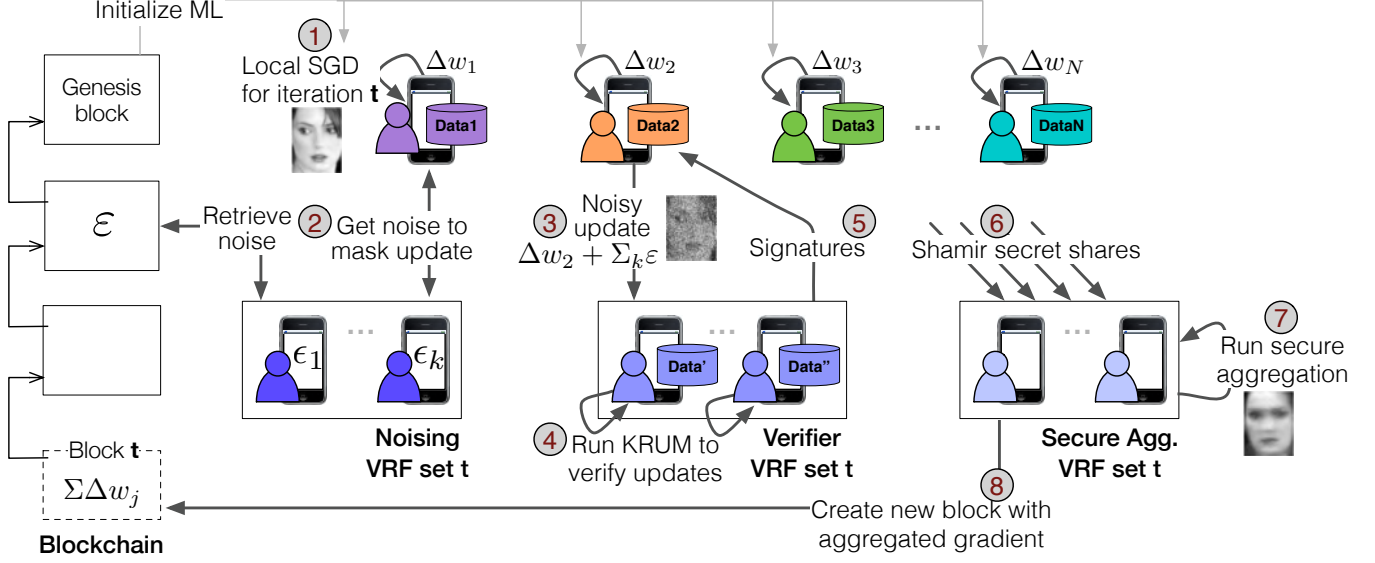 Initialize ML
1
Local SGD
for iteration t
Δw₁
Δw₂
Δw₃
Δw_N
Genesis
block
Data1
Data2
Data3
...
DataN
ε
Retrieve
noise
2
Get noise to
mask update
3
Noisy
update
Δw₂ + Σₖε
5
Signatures
6
Shamir secret shares
ϵ₁
...
ϵₖ
...
Data'
Data''
...
7
Run secure
aggregation
Noising
VRF set t
4
Run KRUM to
verify updates
Verifier
VRF set t
Secure Agg.
VRF set t
Block t
ΣΔwⱼ
8
Create new block with
aggregated gradient
Blockchain